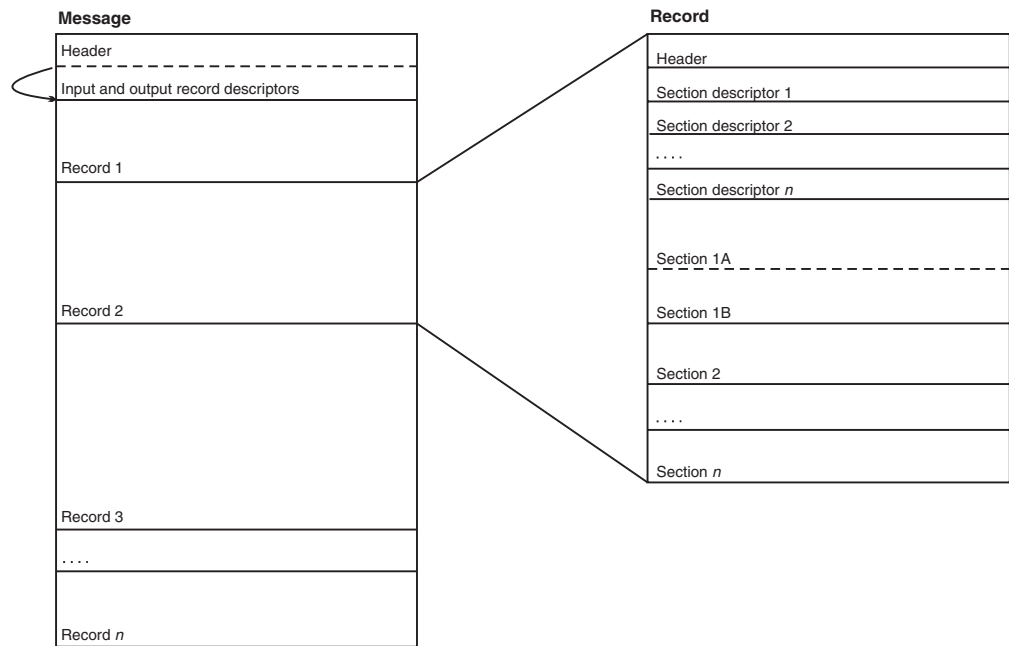 Message
Header
Input and output record descriptors
Record 1
Record 2
Record 3
....
Record n
Record
Header
Section descriptor 1
Section descriptor 2
....
Section descriptor n
Section 1A
Section 1B
Section 2
....
Section n